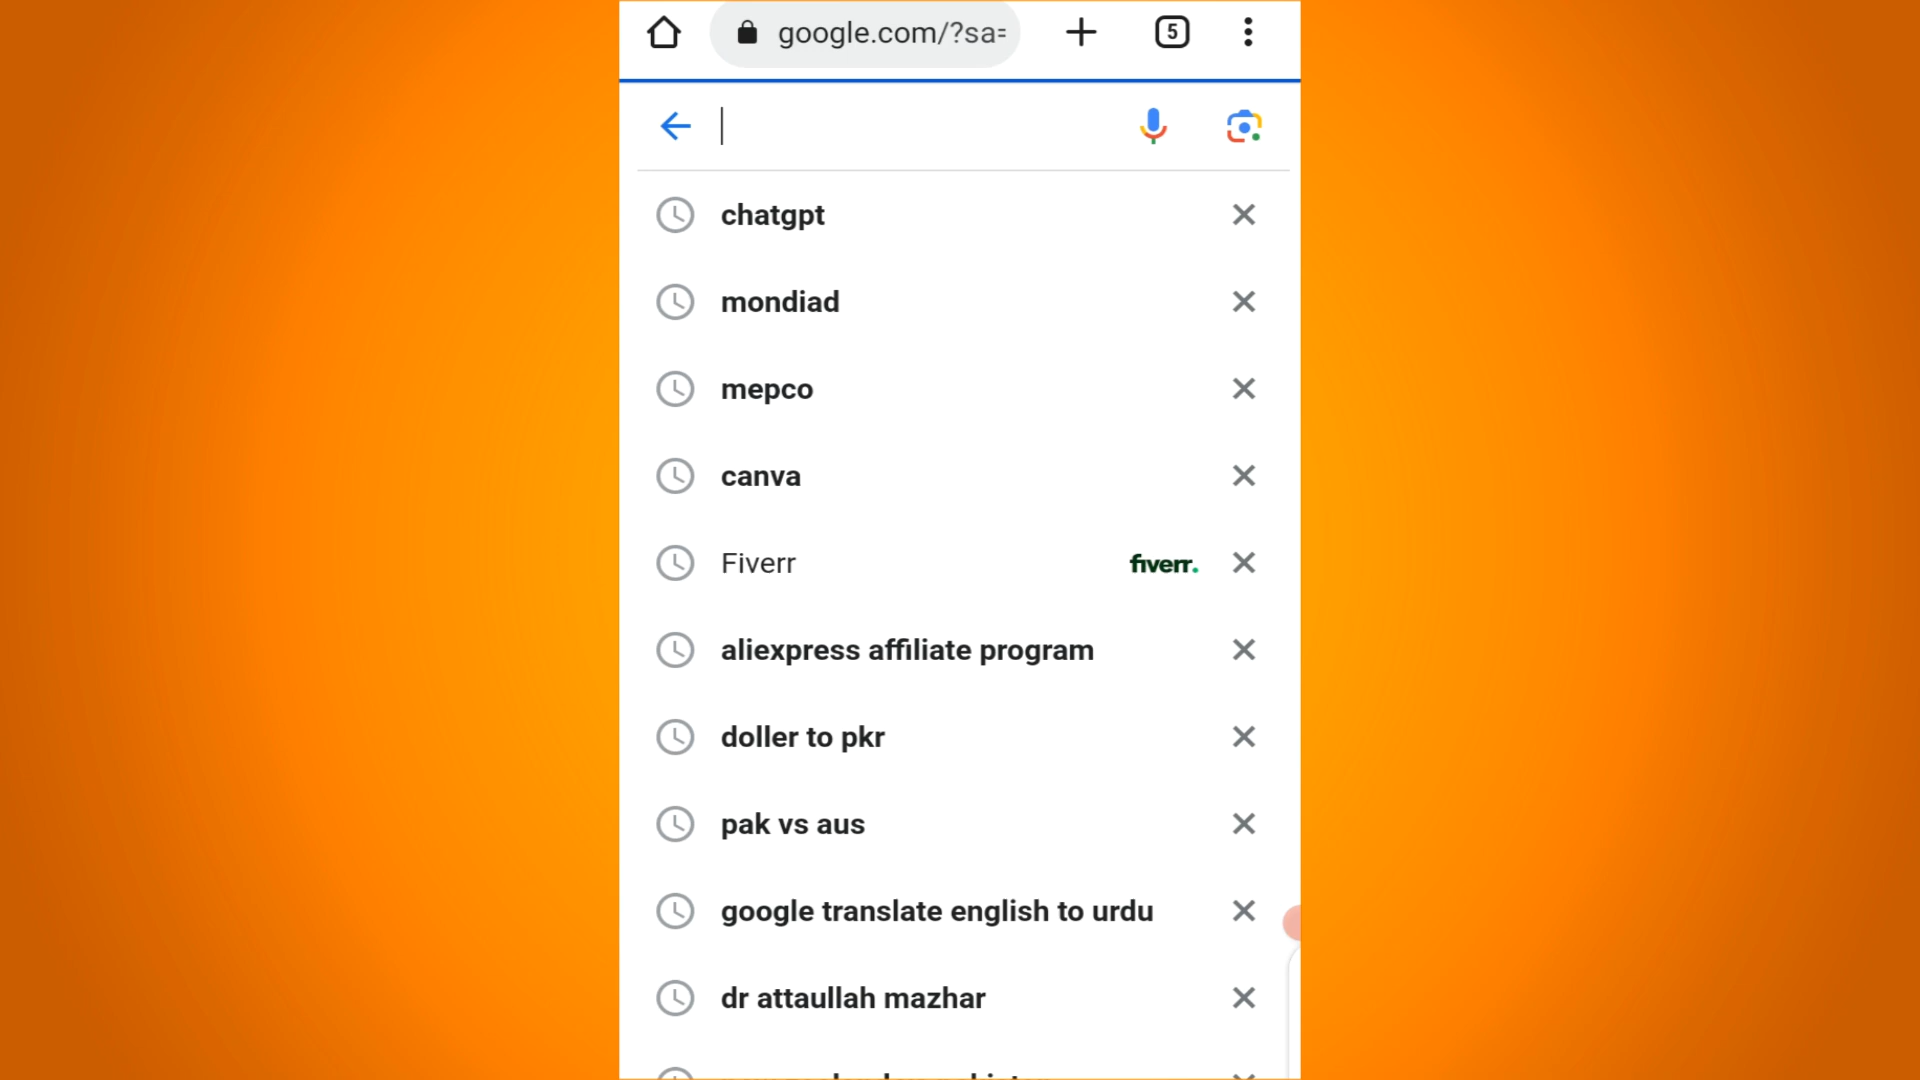 google.com/?sa=
5
chatgpt
mondiad
mepco
canva
Fiverr fiverr.
aliexpress affiliate program
doller to pkr
pak vs aus
google translate english to urdu
dr attaullah mazhar